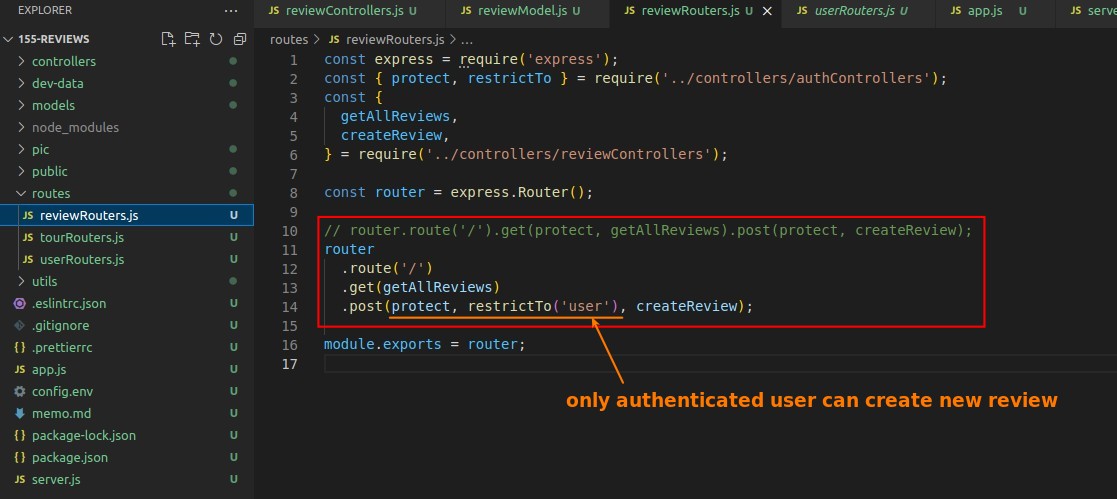 EXPLORER
···
155-REVIEWS
controllers
dev-data
models
node_modules
pic
public
routes
JS reviewRouters.js U
JS tourRouters.js U
JS userRouters.js U
utils
.eslintrc.json U
.gitignore U
{ } .prettierrc U
JS app.js U
config.env U
memo.md U
{ } package-lock.json U
{ } package.json U
JS server.js U
JS reviewControllers.js U
JS reviewModel.js U
JS reviewRouters.js U
JS userRouters.js U
JS app.js U
JS serve
routes > JS reviewRouters.js > ...
1 const express = require('express');
2 const { protect, restrictTo } = require('../controllers/authControllers');
3 const {
4 getAllReviews,
5 createReview,
6 } = require('../controllers/reviewControllers');
7
8 const router = express.Router();
9
10 // router.route('/').get(protect, getAllReviews).post(protect, createReview);
11 router
12 .route('/')
13 .get(getAllReviews)
14 .post(protect, restrictTo('user'), createReview);
15
16 module.exports = router;
17
only authenticated user can create new review